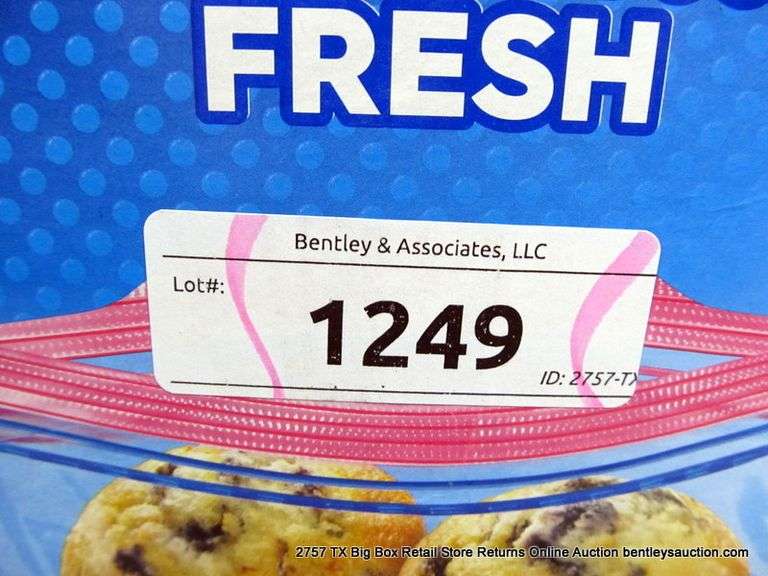 FRESH
Bentley & Associates, LLC
Lot#:
1249
ID: 2757-TX
2757 TX Big Box Retail Store Returns Online Auction bentleysauction.com